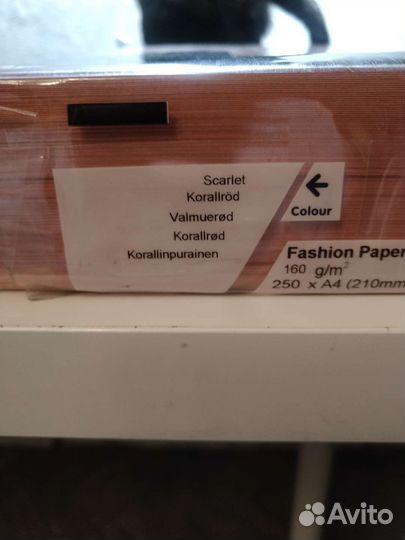 Scarlet
Korallröd
Valmuerød
Korallrød
Korallinpurainen
Colour
Fashion Paper
160 g/m²
250 x A4 (210mm
Avito